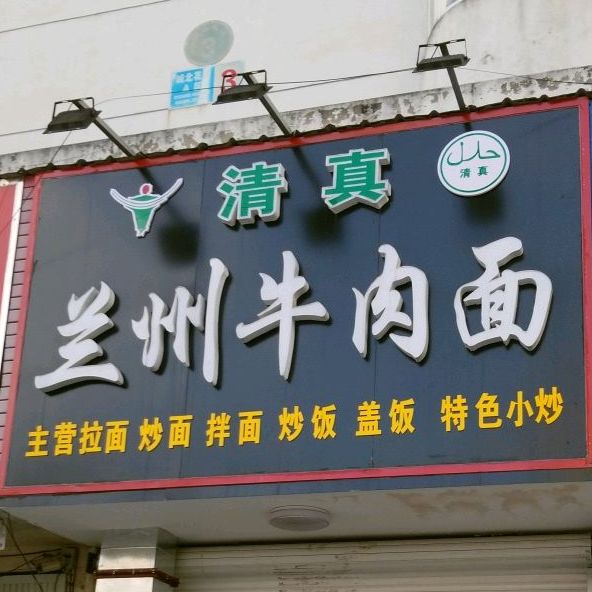 清真
حلال
清真
兰州牛肉面
主营拉面 炒面 拌面 炒饭 盖饭 特色小炒